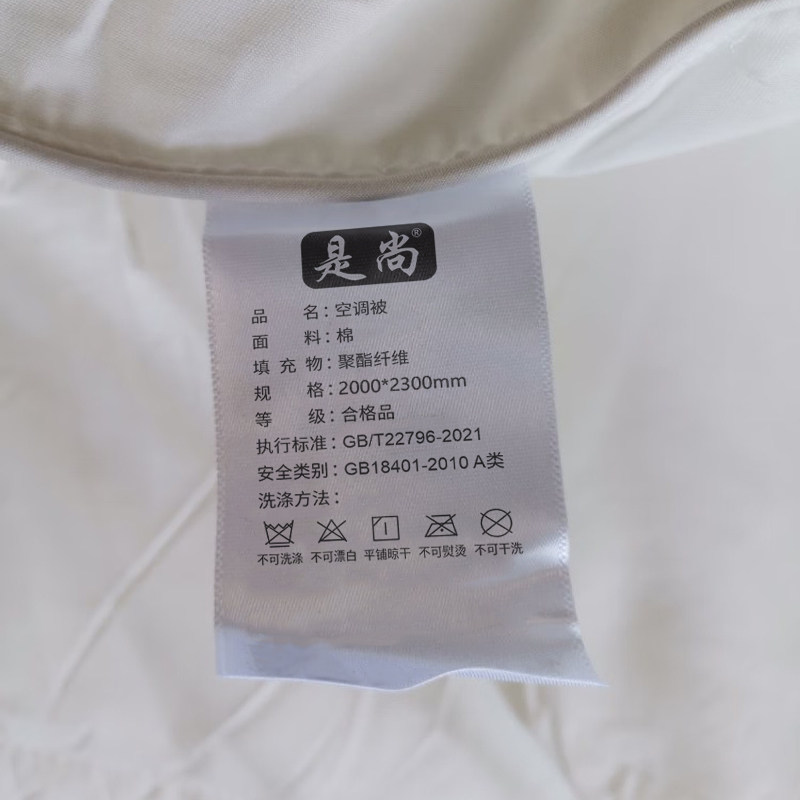 是尚®
品 名：空调被
面 料：棉
填 充 物：聚酯纤维
规 格：2000*2300mm
等 级：合格品
执行标准：GB/T22796-2021
安全类别：GB18401-2010 A类
洗涤方法：
不可洗涤 不可漂白 平铺晾干 不可熨烫 不可干洗